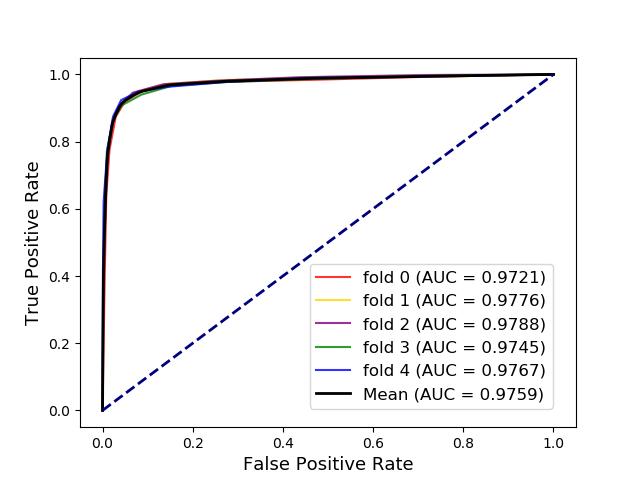 1.0
0.8
0.6
0.4
0.2
0.0
True Positive Rate
fold 0 (AUC = 0.9721)
fold 1 (AUC = 0.9776)
fold 2 (AUC = 0.9788)
fold 3 (AUC = 0.9745)
fold 4 (AUC = 0.9767)
Mean (AUC = 0.9759)
0.0 0.2 0.4 0.6 0.8 1.0
False Positive Rate